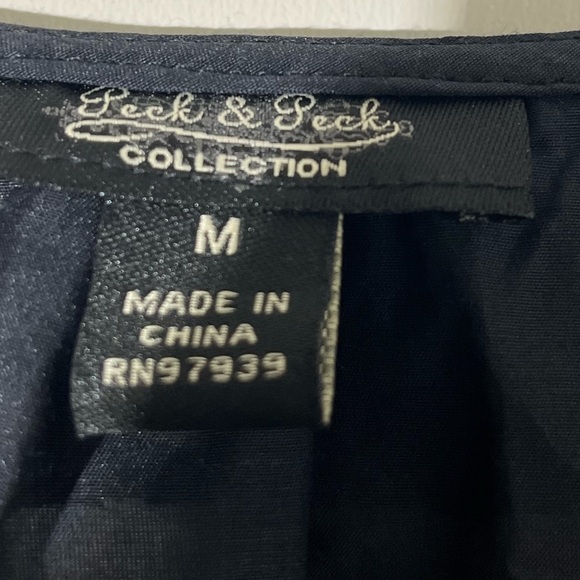 Peck & Peck
COLLECTION
M
MADE IN
CHINA
RN97939